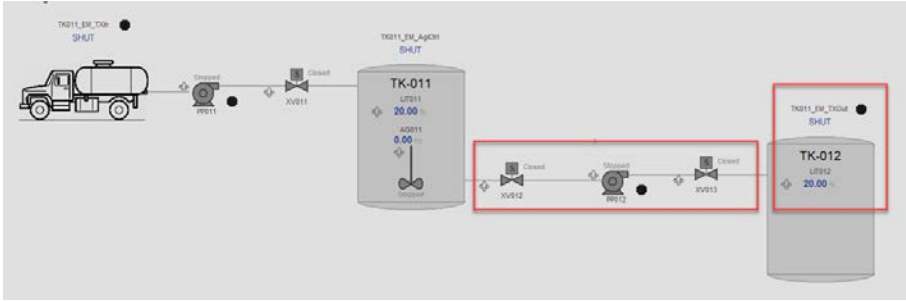 TK011_EM_TXIn
SHUT
Stopped
PP011
S
Closed
XV011
TK011_EM_AgiCtrl
SHUT
TK-011
LIT011
20.00 %
AG011
0.00
Stopped
S
Closed
XV012
Stopped
PP012
S
Closed
XV013
TK011_EM_TXOut
SHUT
TK-012
LIT012
20.00 %